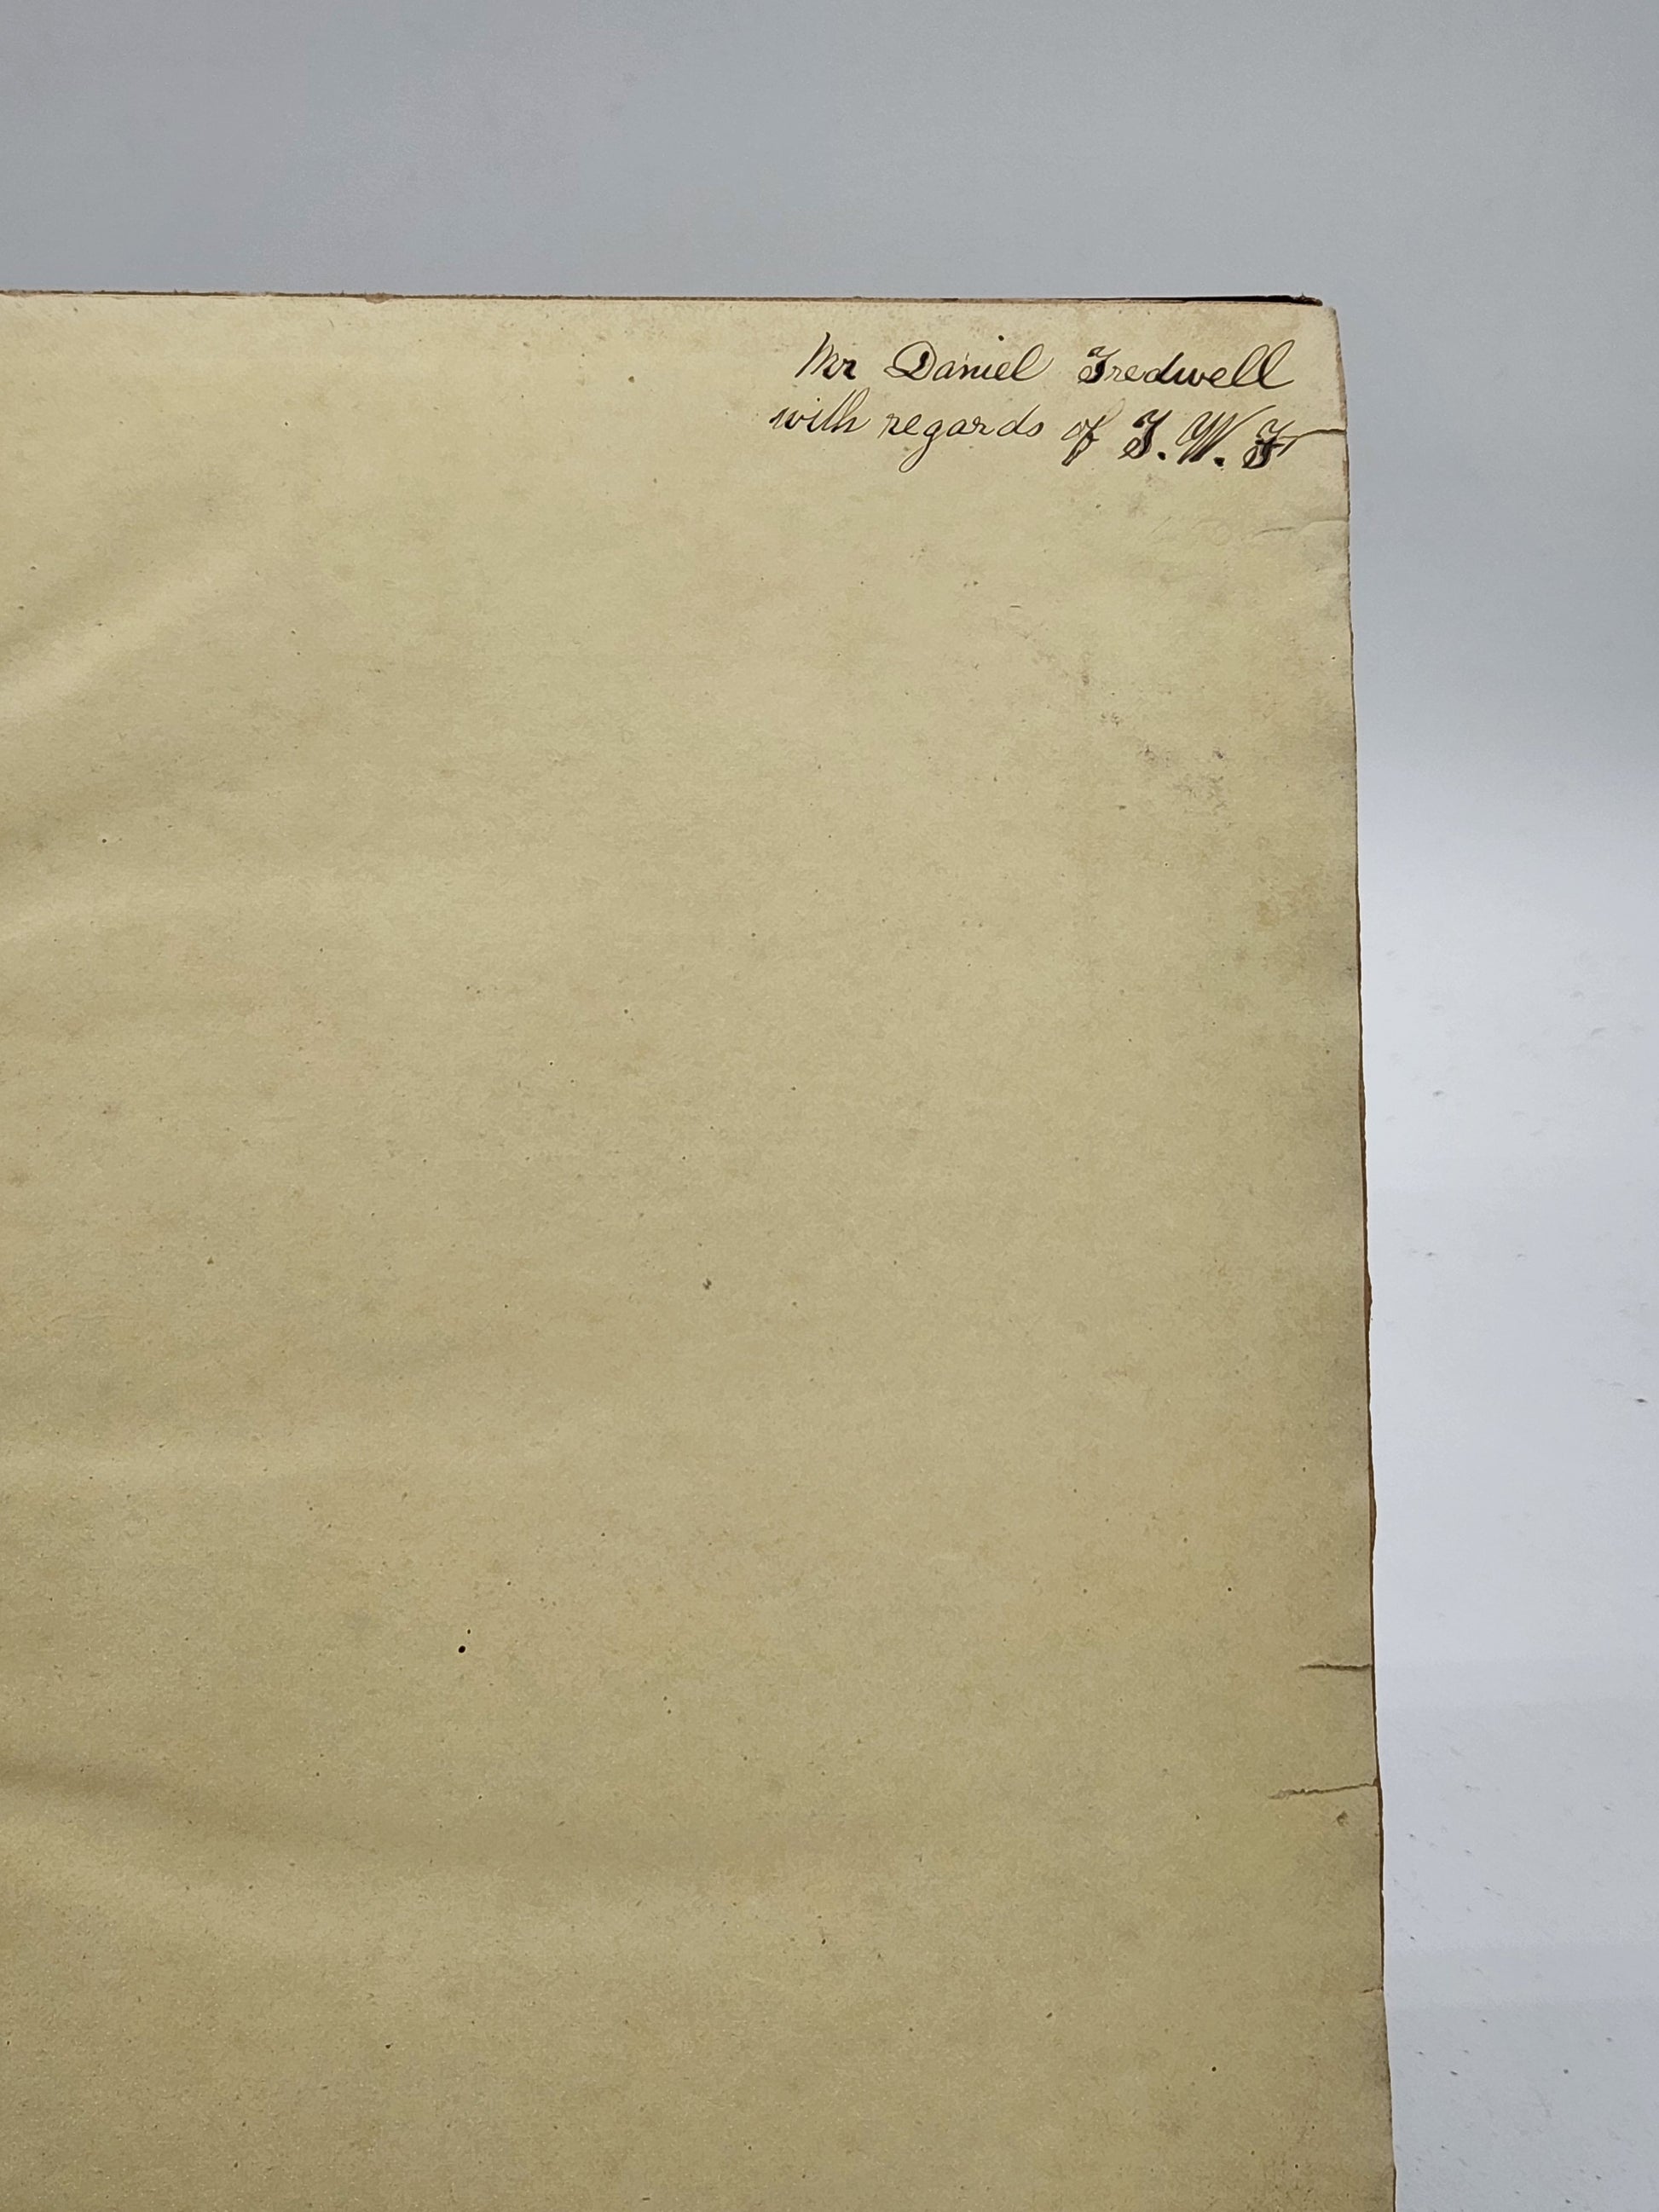 Mr Daniel Tredwell
with regards of T. W. F